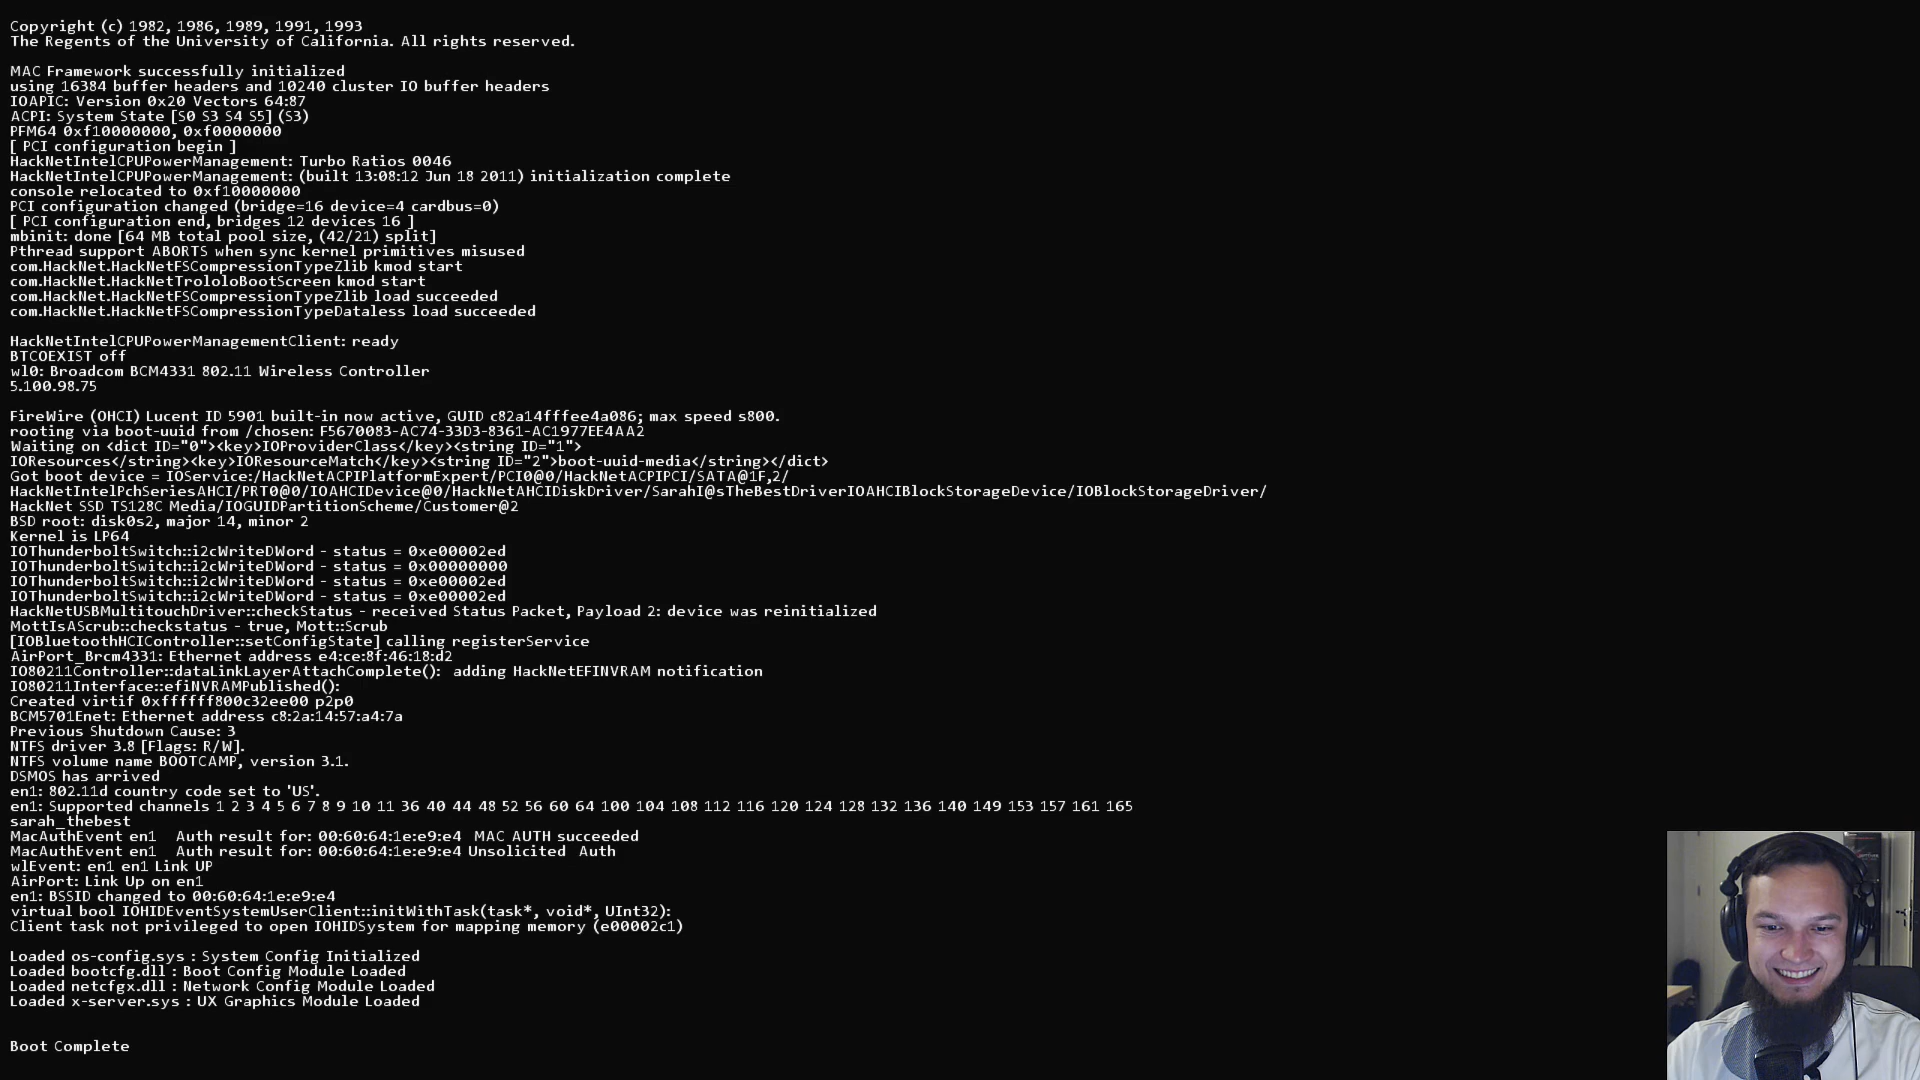 Copyright (c) 1982, 1986, 1989, 1991, 1993
The Regents of the University of California. All rights reserved.
MAC Framework successfully initialized
using 16384 buffer headers and 10240 cluster IO buffer headers
IOAPIC: Version 0x20 Vectors 64:87
ACPI: System State [S0 S3 S4 S5] (S3)
PFM64 0xf10000000, 0xf0000000
[ PCI configuration begin ]
HackNetIntelCPUPowerManagement: Turbo Ratios 0046
HackNetIntelCPUPowerManagement: (built 13:08:12 Jun 18 2011) initialization complete
console relocated to 0xf10000000
PCI configuration changed (bridge=16 device=4 cardbus=0)
[ PCI configuration end, bridges 12 devices 16 ]
mbinit: done [64 MB total pool size, (42/21) split]
Pthread support ABORTS when sync kernel primitives misused
com.HackNet.HackNetFSCompressionTypeZlib kmod start
com.HackNet.HackNetTrololoBootScreen kmod start
com.HackNet.HackNetFSCompressionTypeZlib load succeeded
com.HackNet.HackNetFSCompressionTypeDataless load succeeded
HackNetIntelCPUPowerManagementClient: ready
BTCOEXIST off
wl0: Broadcom BCM4331 802.11 Wireless Controller
5.100.98.75
FireWire (OHCI) Lucent ID 5901 built-in now active, GUID c82a14fffee4a086; max speed s800.
rooting via boot-uuid from /chosen: F5670083-AC74-33D3-8361-AC1977EE4AA2
Waiting on <dict ID="0"><key>IOProviderClass</key><string ID="1">
IOResources</string><key>IOResourceMatch</key><string ID="2">boot-uuid-media</string></dict>
Got boot device = IOService:/HackNetACPIPlatformExpert/PCI0@0/HackNetACPIPCI/SATA@1F,2/
HackNetIntelPchSeriesAHCI/PRT0@0/IOAHCIDevice@0/HackNetAHCIDiskDriver/SarahI@sTheBestDriverIOAHCIBlockStorageDevice/IOBlockStorageDriver/
HackNet SSD TS128C Media/IOGUIDPartitionScheme/Customer@2
BSD root: disk0s2, major 14, minor 2
Kernel is LP64
IOThunderboltSwitch::i2cWriteDWord - status = 0xe00002ed
IOThunderboltSwitch::i2cWriteDWord - status = 0x00000000
IOThunderboltSwitch::i2cWriteDWord - status = 0xe00002ed
IOThunderboltSwitch::i2cWriteDWord - status = 0xe00002ed
HackNetUSBMultitouchDriver::checkStatus - received Status Packet, Payload 2: device was reinitialized
MottIsAScrub::checkstatus - true, Mott::Scrub
[IOBluetoothHCIController::setConfigState] calling registerService
AirPort_Brcm4331: Ethernet address e4:ce:8f:46:18:d2
IO80211Controller::dataLinkLayerAttachComplete():  adding HackNetEFINVRAM notification
IO80211Interface::efiNVRAMPublished():
Created virtif 0xffffff800c32ee00 p2p0
BCM5701Enet: Ethernet address c8:2a:14:57:a4:7a
Previous Shutdown Cause: 3
NTFS driver 3.8 [Flags: R/W].
NTFS volume name BOOTCAMP, version 3.1.
DSMOS has arrived
en1: 802.11d country code set to 'US'.
en1: Supported channels 1 2 3 4 5 6 7 8 9 10 11 36 40 44 48 52 56 60 64 100 104 108 112 116 120 124 128 132 136 140 149 153 157 161 165
sarah_thebest
MacAuthEvent en1   Auth result for: 00:60:64:1e:e9:e4  MAC AUTH succeeded
MacAuthEvent en1   Auth result for: 00:60:64:1e:e9:e4 Unsolicited  Auth
wlEvent: en1 en1 Link UP
AirPort: Link Up on en1
en1: BSSID changed to 00:60:64:1e:e9:e4
virtual bool IOHIDEventSystemUserClient::initWithTask(task*, void*, UInt32):
Client task not privileged to open IOHIDSystem for mapping memory (e00002c1)
Loaded os-config.sys : System Config Initialized
Loaded bootcfg.dll : Boot Config Module Loaded
Loaded netcfgx.dll : Network Config Module Loaded
Loaded x-server.sys : UX Graphics Module Loaded
Boot Complete